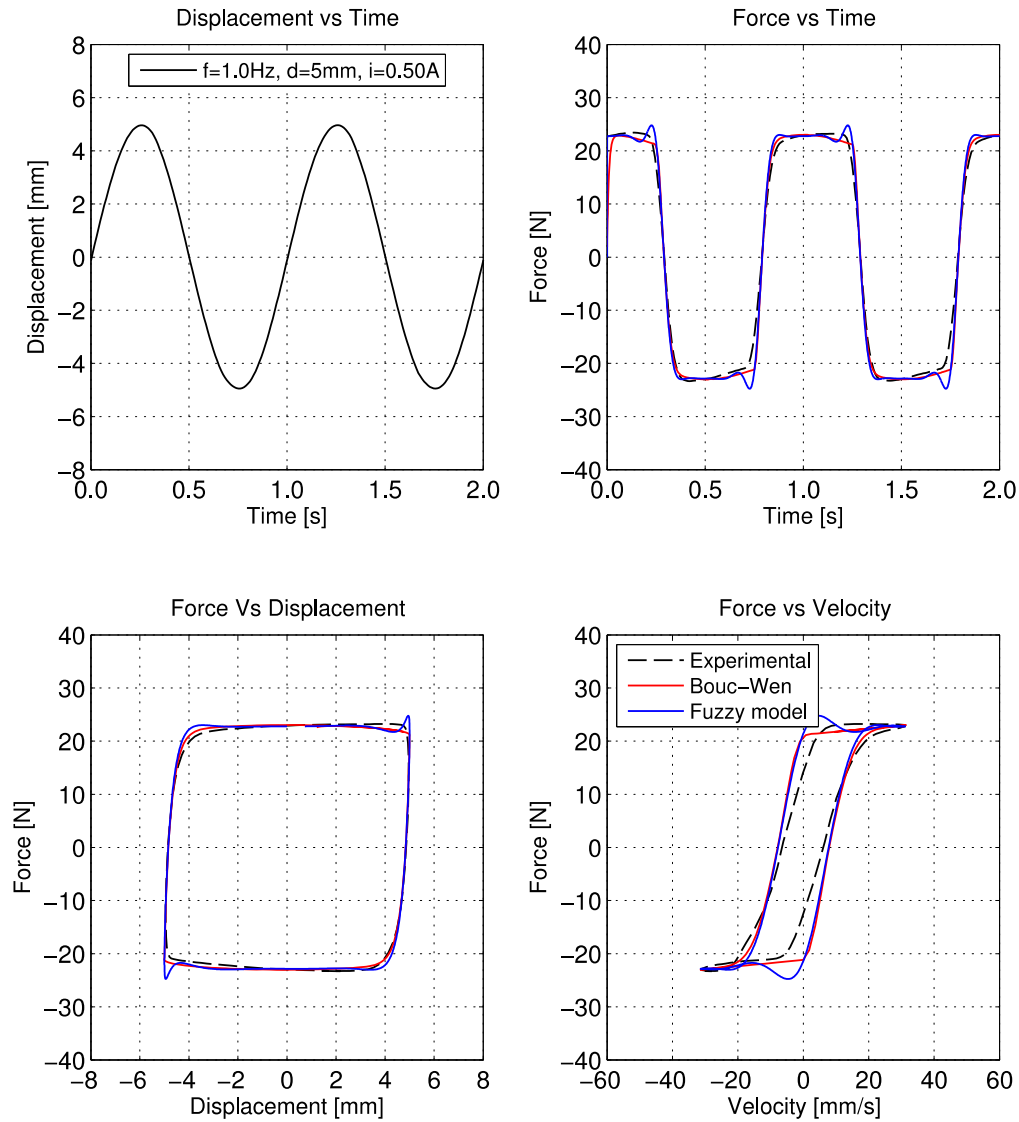 Displacement vs Time
8
6
4
2
0
−2
−4
−6
−8
Displacement [mm]
f=1.0Hz, d=5mm, i=0.50A
0.0 0.5 1.0 1.5 2.0
Time [s]
Force vs Time
40
30
20
10
0
−10
−20
−30
−40
Force [N]
0.0 0.5 1.0 1.5 2.0
Time [s]
Force Vs Displacement
40
30
20
10
0
−10
−20
−30
−40
Force [N]
−8 −6 −4 −2 0 2 4 6 8
Displacement [mm]
Force vs Velocity
40
30
20
10
0
−10
−20
−30
−40
Force [N]
Experimental
Bouc−Wen
Fuzzy model
−60 −40 −20 0 20 40 60
Velocity [mm/s]